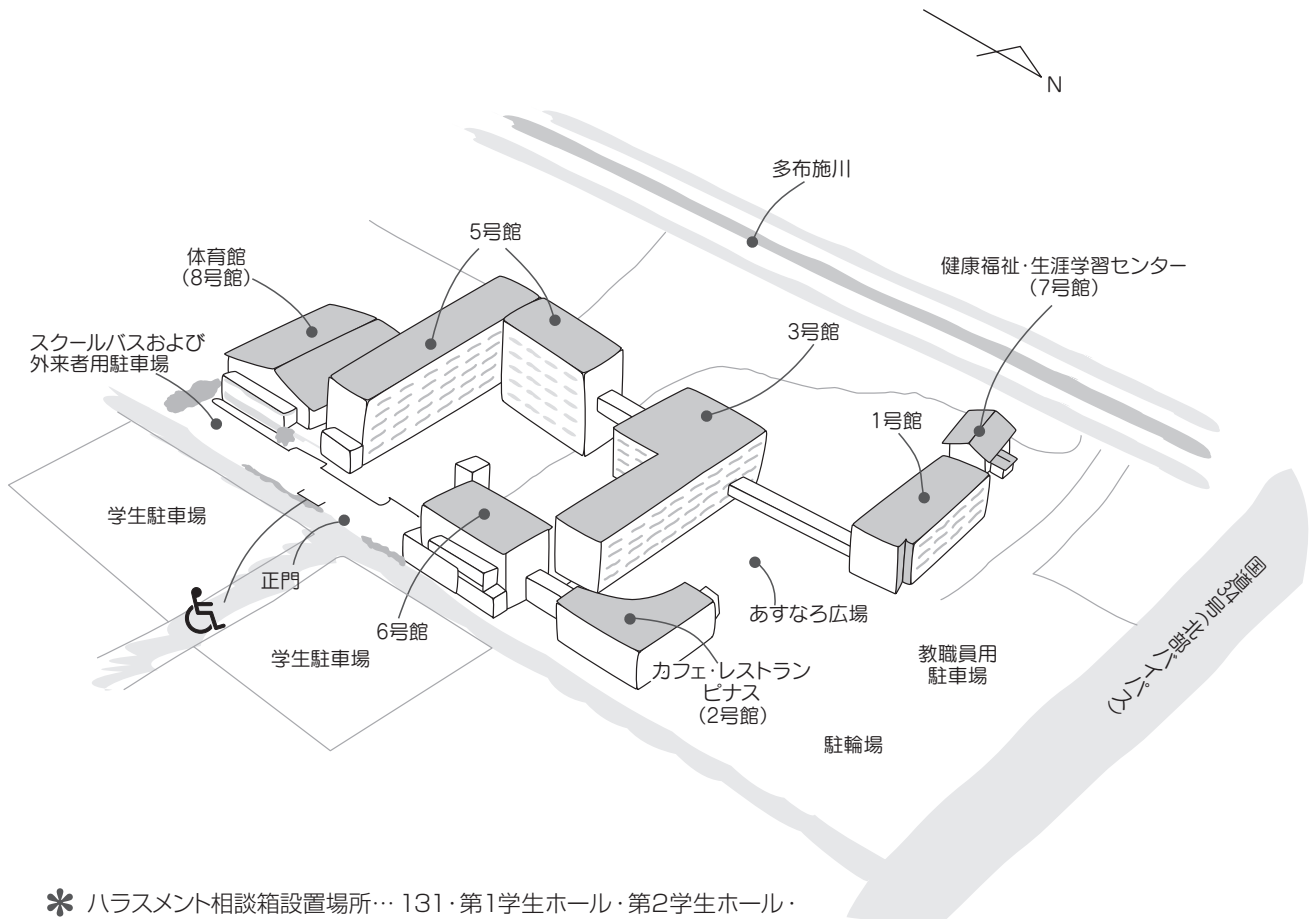 N
多布施川
5号館
体育館
(8号館)
健康福祉・生涯学習センター
(7号館)
3号館
スクールバスおよび
外来者用駐車場
1号館
学生駐車場
正門
6号館
あすなろ広場
学生駐車場
カフェ・レストラン
ピナス
(2号館)
教職員用
駐車場
国道34号(北部バイパス)
駐輪場
＊ ハラスメント相談箱設置場所… 131・第1学生ホール・第2学生ホール・